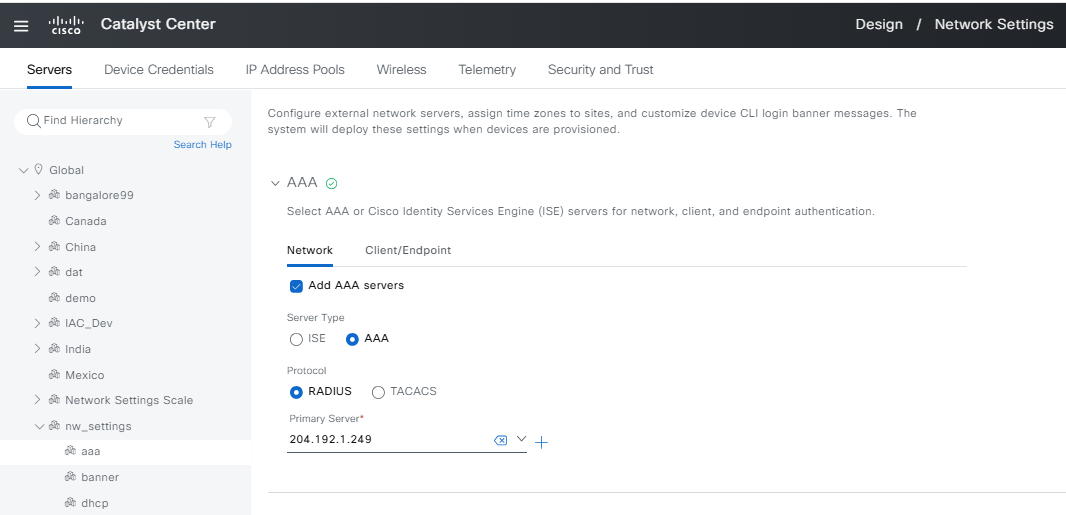 CISCO
Catalyst Center
Design / Network Settings
Servers Device Credentials IP Address Pools Wireless Telemetry Security and Trust
Find Hierarchy
Search Help
Global
bangalore99
Canada
China
dat
demo
IAC_Dev
India
Mexico
Network Settings Scale
nw_settings
aaa
banner
dhcp
Configure external network servers, assign time zones to sites, and customize device CLI login banner messages. The
system will deploy these settings when devices are provisioned.
AAA
Select AAA or Cisco Identity Services Engine (ISE) servers for network, client, and endpoint authentication.
Network Client/Endpoint
Add AAA servers
Server Type
ISE AAA
Protocol
RADIUS TACACS
Primary Server*
204.192.1.249